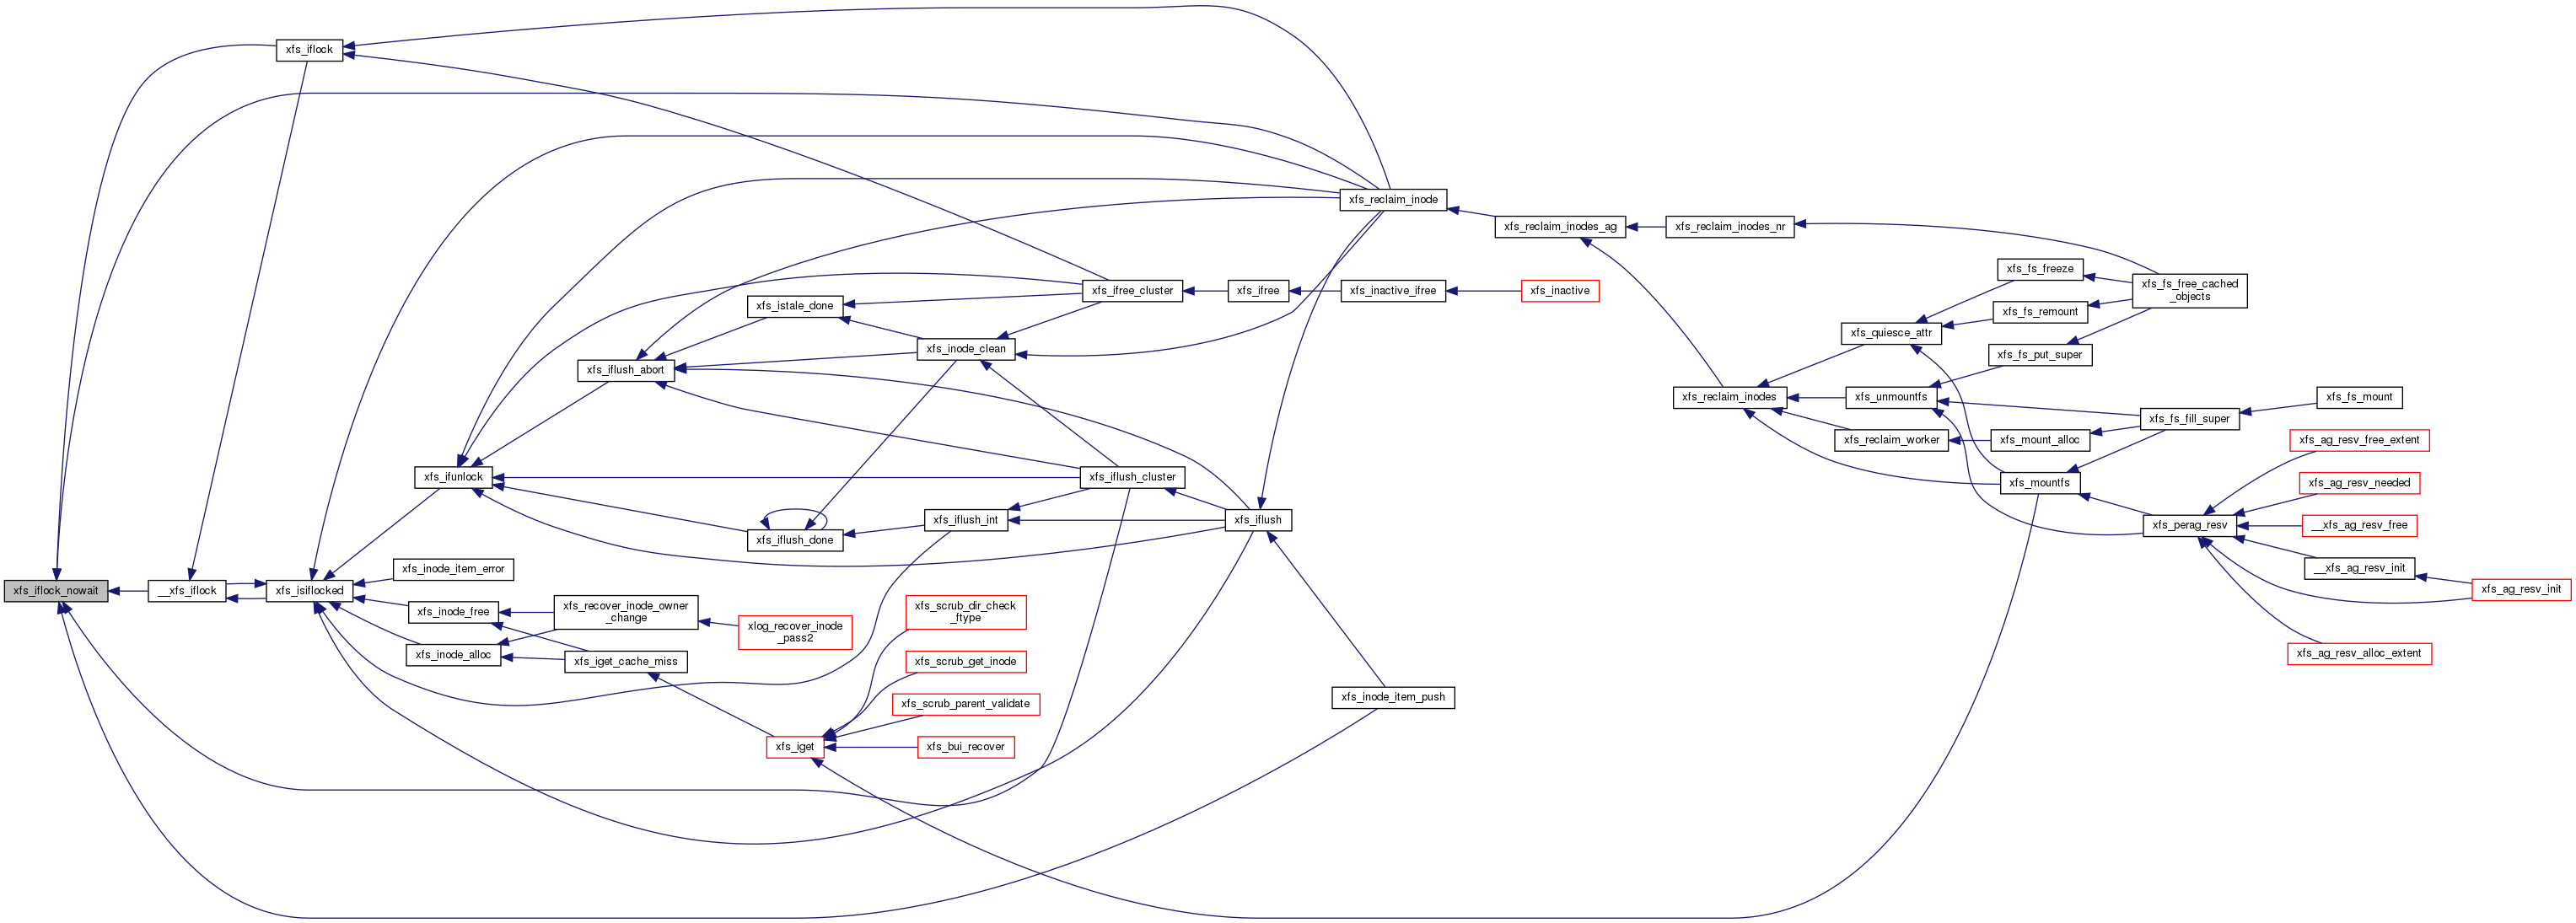 xfs_iflock_nowait
xfs_iflock
__xfs_iflock
xfs_isiflocked
xfs_ifunlock
xfs_inode_item_error
xfs_inode_free
xfs_inode_alloc
xfs_iflush_abort
xfs_recover_inode_owner
_change
xfs_iget_cache_miss
xfs_istale_done
xfs_iflush_done
xlog_recover_inode
_pass2
xfs_iget
xfs_inode_clean
xfs_iflush_int
xfs_scrub_dir_check
_ftype
xfs_scrub_get_inode
xfs_scrub_parent_validate
xfs_bui_recover
xfs_ifree_cluster
xfs_iflush_cluster
xfs_ifree
xfs_iflush
xfs_reclaim_inode
xfs_inactive_ifree
xfs_inode_item_push
xfs_reclaim_inodes_ag
xfs_inactive
xfs_reclaim_inodes_nr
xfs_reclaim_inodes
xfs_quiesce_attr
xfs_unmountfs
xfs_reclaim_worker
xfs_fs_freeze
xfs_fs_remount
xfs_fs_put_super
xfs_mount_alloc
xfs_mountfs
xfs_fs_free_cached
_objects
xfs_fs_fill_super
xfs_perag_resv
xfs_fs_mount
xfs_ag_resv_free_extent
xfs_ag_resv_needed
__xfs_ag_resv_free
__xfs_ag_resv_init
xfs_ag_resv_init
xfs_ag_resv_alloc_extent